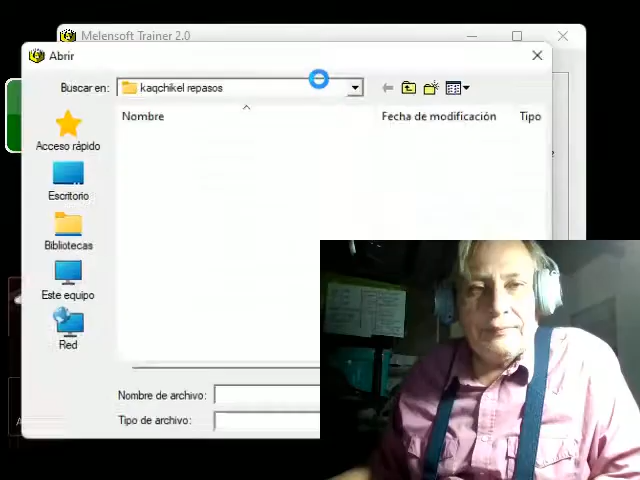 Melensoft Trainer 2.0
Abrir
Buscar en:
kaqchikel repasos
Nombre
Fecha de modificación
Tipo
Acceso rápido
Escritorio
Bibliotecas
Este equipo
Red
Nombre de archivo:
Tipo de archivo: